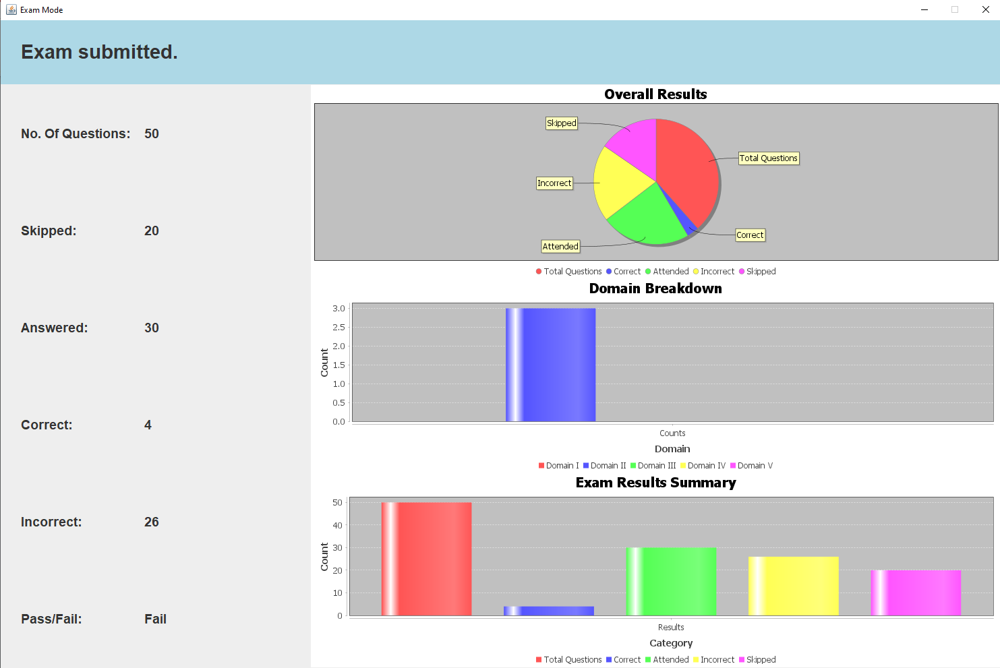 Exam Mode
Exam submitted.
No. Of Questions: 50
Skipped: 20
Answered: 30
Correct: 4
Incorrect: 26
Pass/Fail: Fail
Overall Results
Skipped
Total Questions
Incorrect
Correct
Attended
Total Questions Correct Attended Incorrect Skipped
Domain Breakdown
3.0
2.5
2.0
1.5
1.0
0.5
0.0
Count
Counts
Domain
Domain I Domain II Domain III Domain IV Domain V
Exam Results Summary
50
40
30
20
10
0
Count
Results
Category
Total Questions Correct Attended Incorrect Skipped